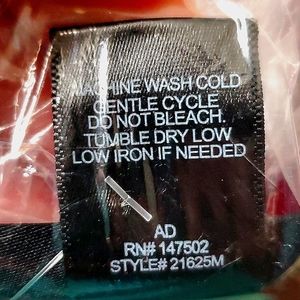 MACHINE WASH COLD
GENTLE CYCLE
DO NOT BLEACH.
TUMBLE DRY LOW
LOW IRON IF NEEDED
AD
RN# 147502
STYLE# 21625M